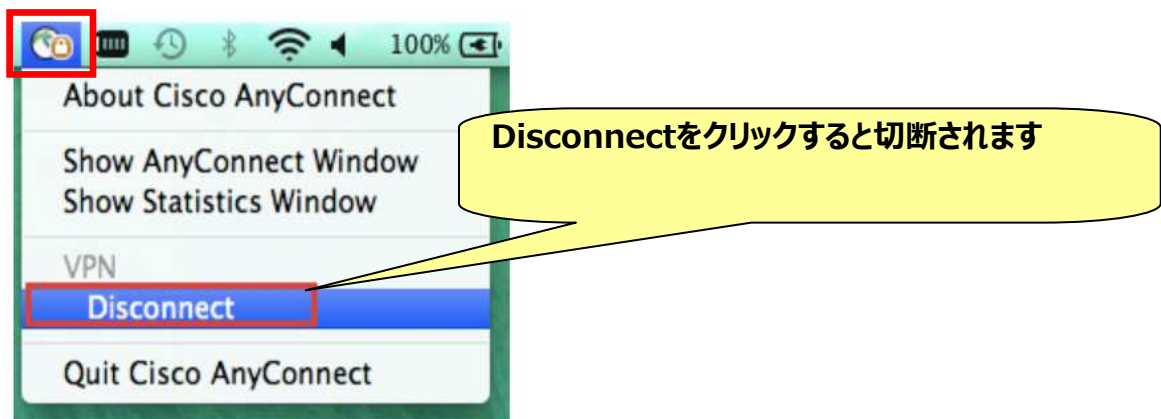 100%
About Cisco AnyConnect
Disconnectをクリックすると切断されます
Show AnyConnect Window
Show Statistics Window
VPN
Disconnect
Quit Cisco AnyConnect